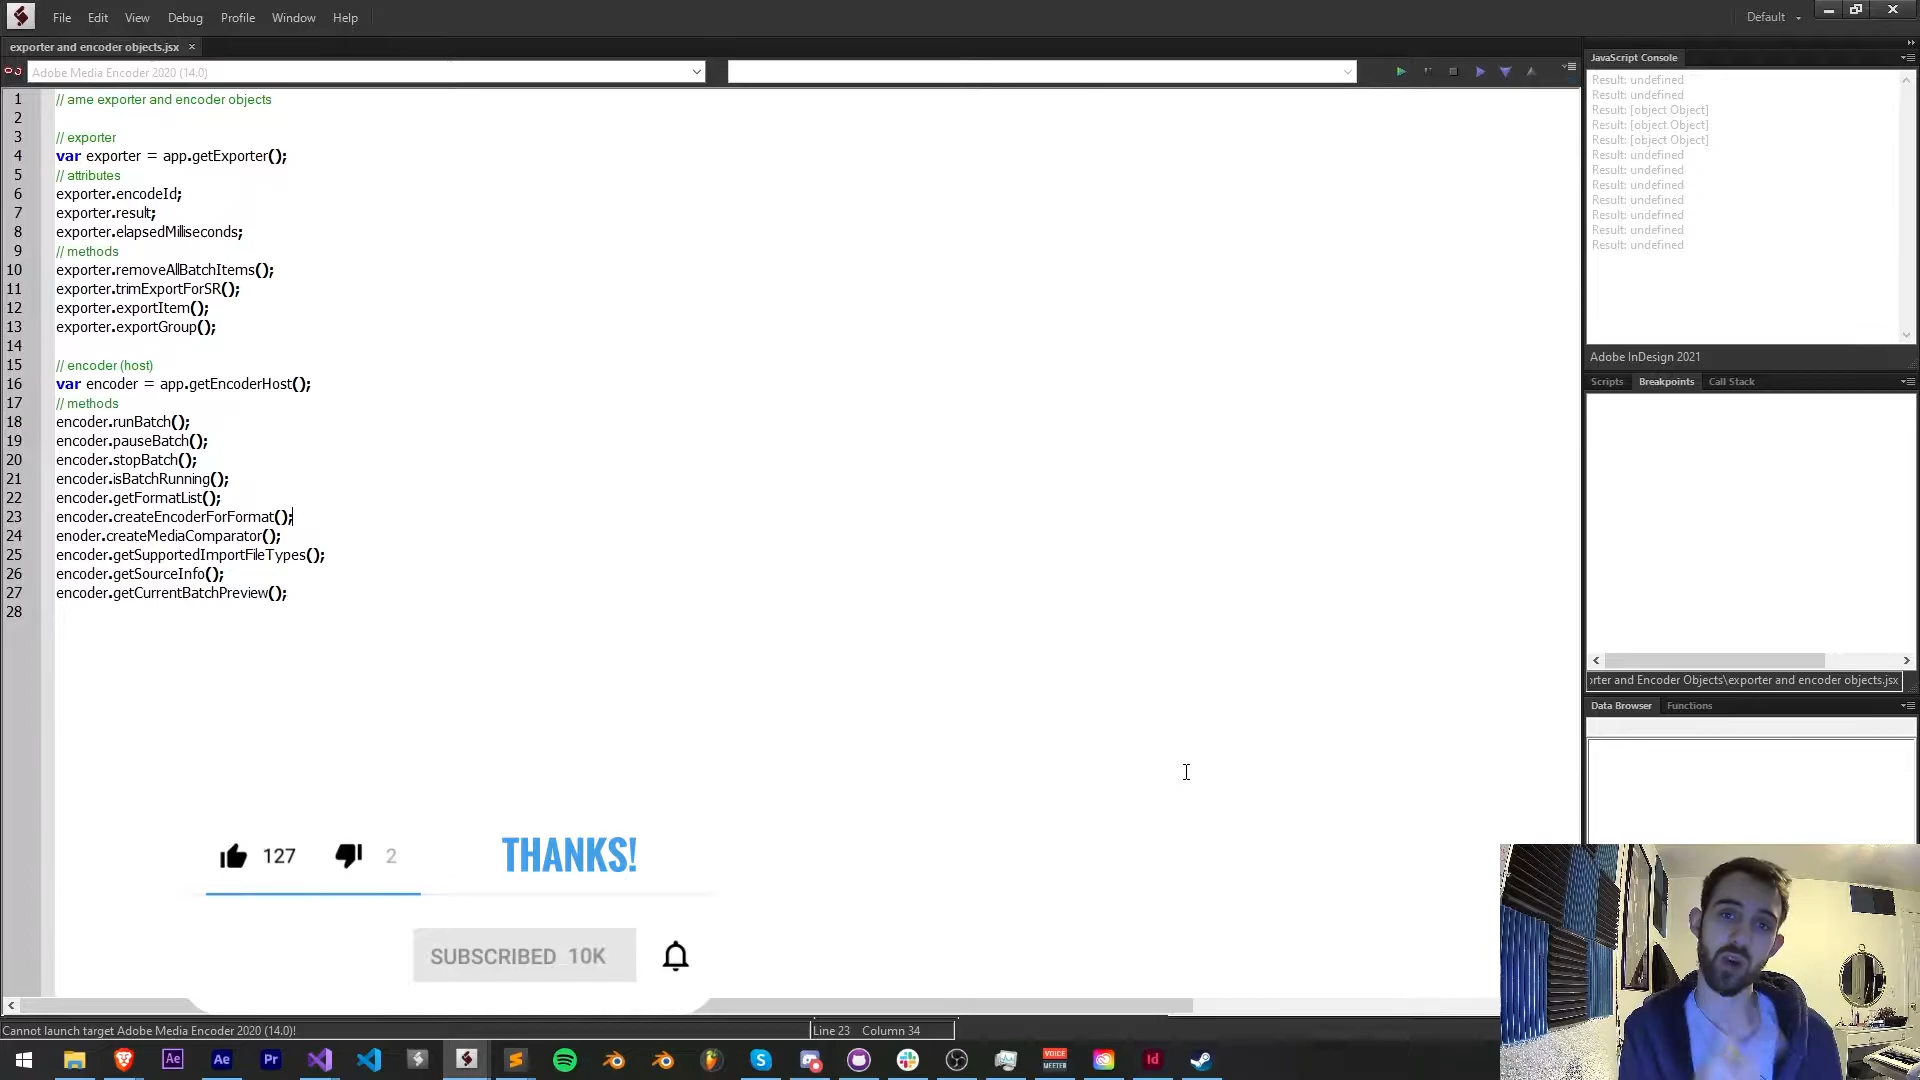 File Edit View Debug Profile Window Help
Default
exporter and encoder objects.jsx
Adobe Media Encoder 2020 (14.0)
1 // ame exporter and encoder objects
2
3 // exporter
4 var exporter = app.getExporter();
5 // attributes
6 exporter.encodeId;
7 exporter.result;
8 exporter.elapsedMilliseconds;
9 // methods
10 exporter.removeAllBatchItems();
11 exporter.trimExportForSR();
12 exporter.exportItem();
13 exporter.exportGroup();
14
15 // encoder (host)
16 var encoder = app.getEncoderHost();
17 // methods
18 encoder.runBatch();
19 encoder.pauseBatch();
20 encoder.stopBatch();
21 encoder.isBatchRunning();
22 encoder.getFormatList();
23 encoder.createEncoderForFormat();
24 enoder.createMediaComparator();
25 encoder.getSupportedImportFileTypes();
26 encoder.getSourceInfo();
27 encoder.getCurrentBatchPreview();
28
JavaScript Console
Result: undefined
Result: undefined
Result: [object Object]
Result: [object Object]
Result: [object Object]
Result: undefined
Result: undefined
Result: undefined
Result: undefined
Result: undefined
Result: undefined
Result: undefined
Adobe InDesign 2021
Scripts Breakpoints Call Stack
rter and Encoder Objects\exporter and encoder objects.jsx
Data Browser Functions
127 2 THANKS!
SUBSCRIBED 10K
Cannot launch target Adobe Media Encoder 2020 (14.0)!
Line 23 Column 34
Ae Ae Pr VOICE MEETER Id